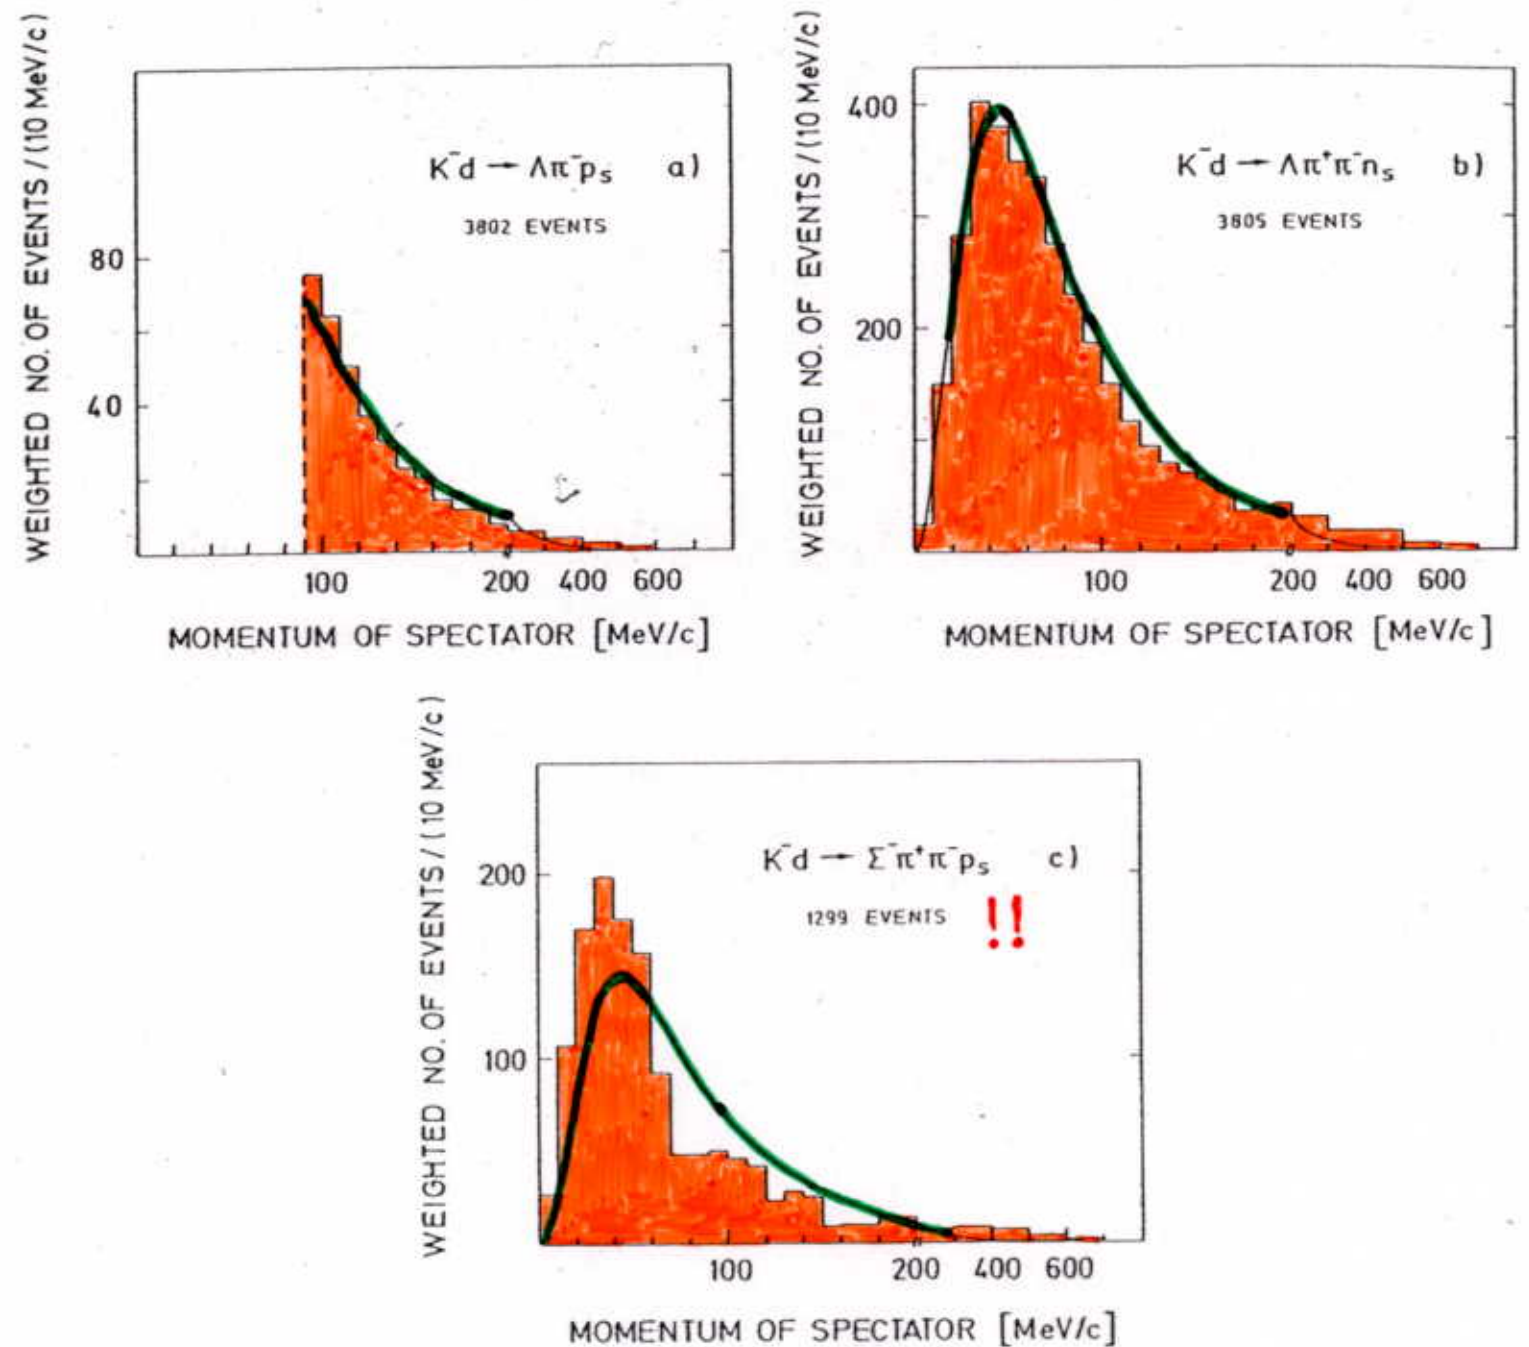 WEIGHTED NO. OF EVENTS / (10 MeV/c)
80
40
K⁻d → Λπ⁻pₛ a)
3802 EVENTS
100 200 400 600
MOMENTUM OF SPECTATOR [MeV/c]
WEIGHTED NO. OF EVENTS / (10 MeV/c)
400
200
K⁻d → Λπ⁺π⁻nₛ b)
3805 EVENTS
100 200 400 600
MOMENTUM OF SPECTATOR [MeV/c]
WEIGHTED NO. OF EVENTS / (10 MeV/c)
200
100
K⁻d → Σ⁻π⁺π⁻pₛ c)
1299 EVENTS !!
100 200 400 600
MOMENTUM OF SPECTATOR [MeV/c]